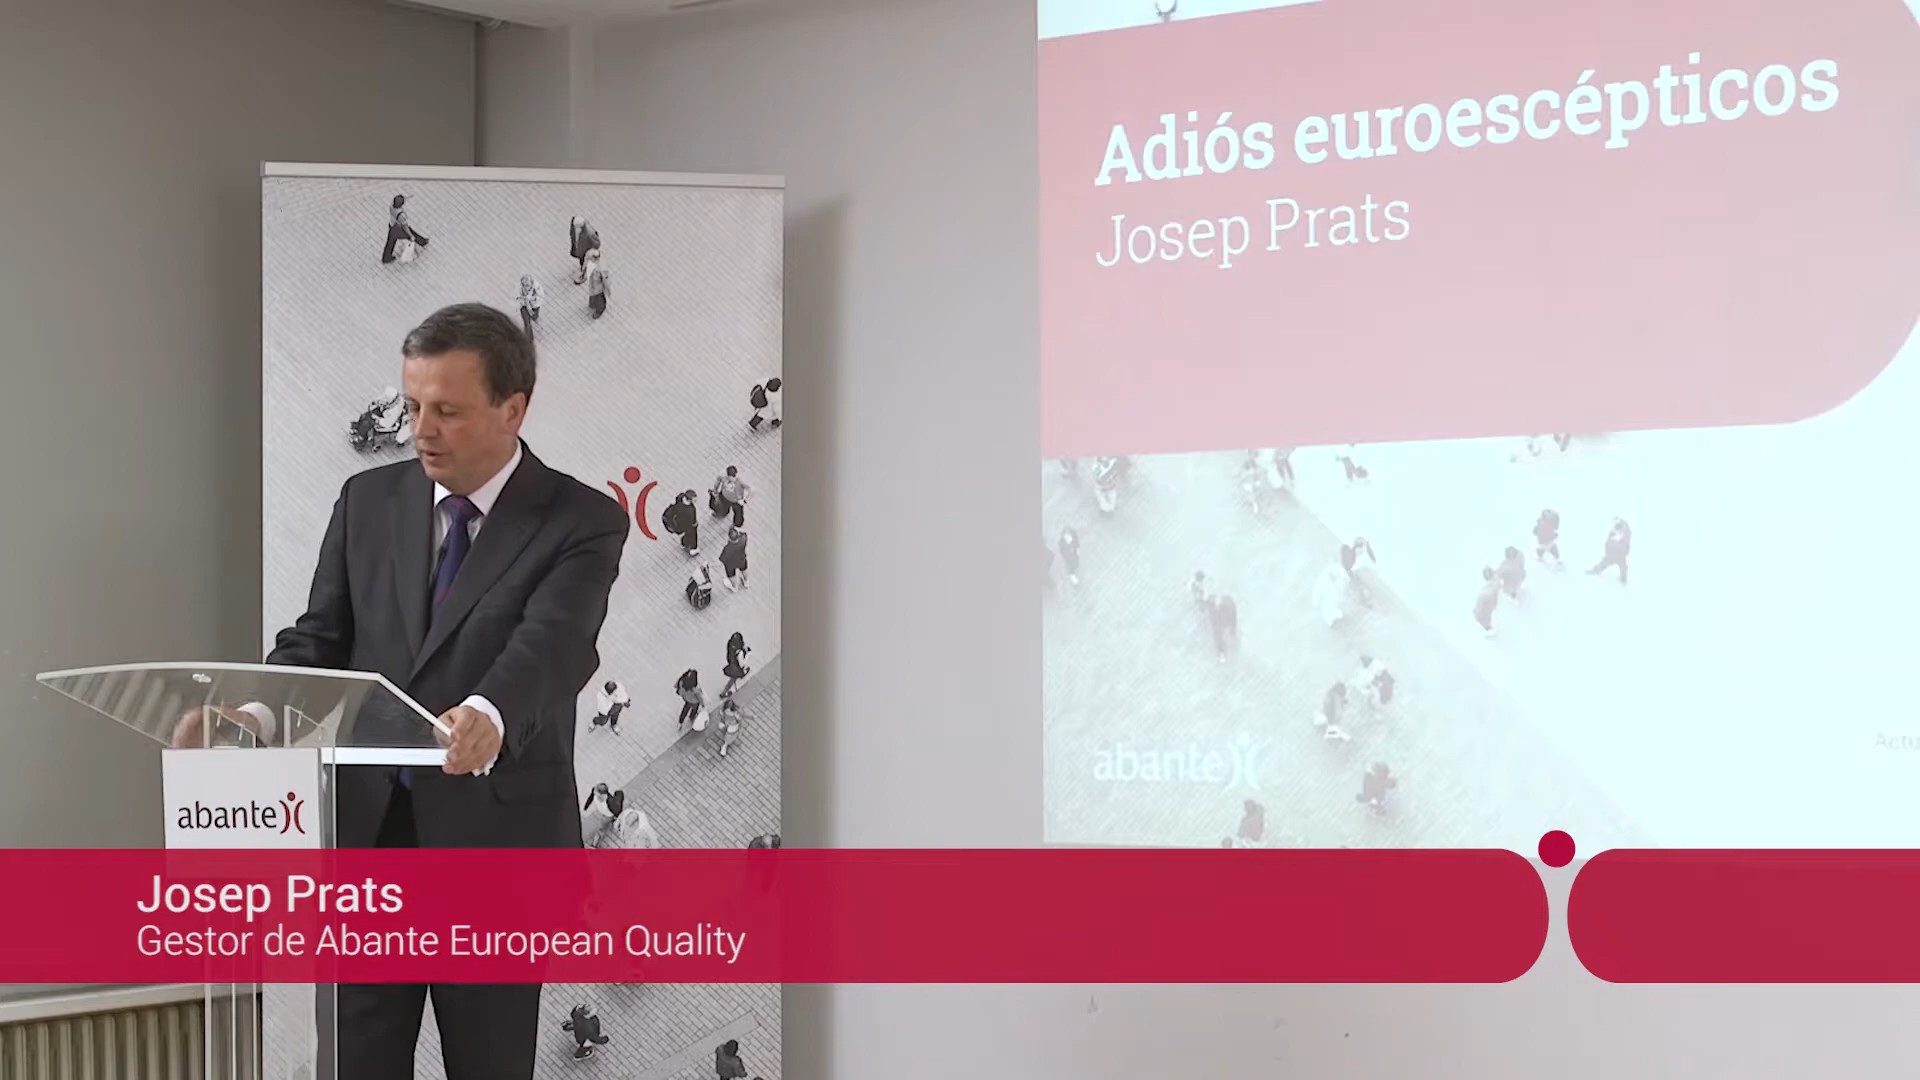 Adiós euroescépticos
Josep Prats
abante
abante
Josep Prats
Gestor de Abante European Quality